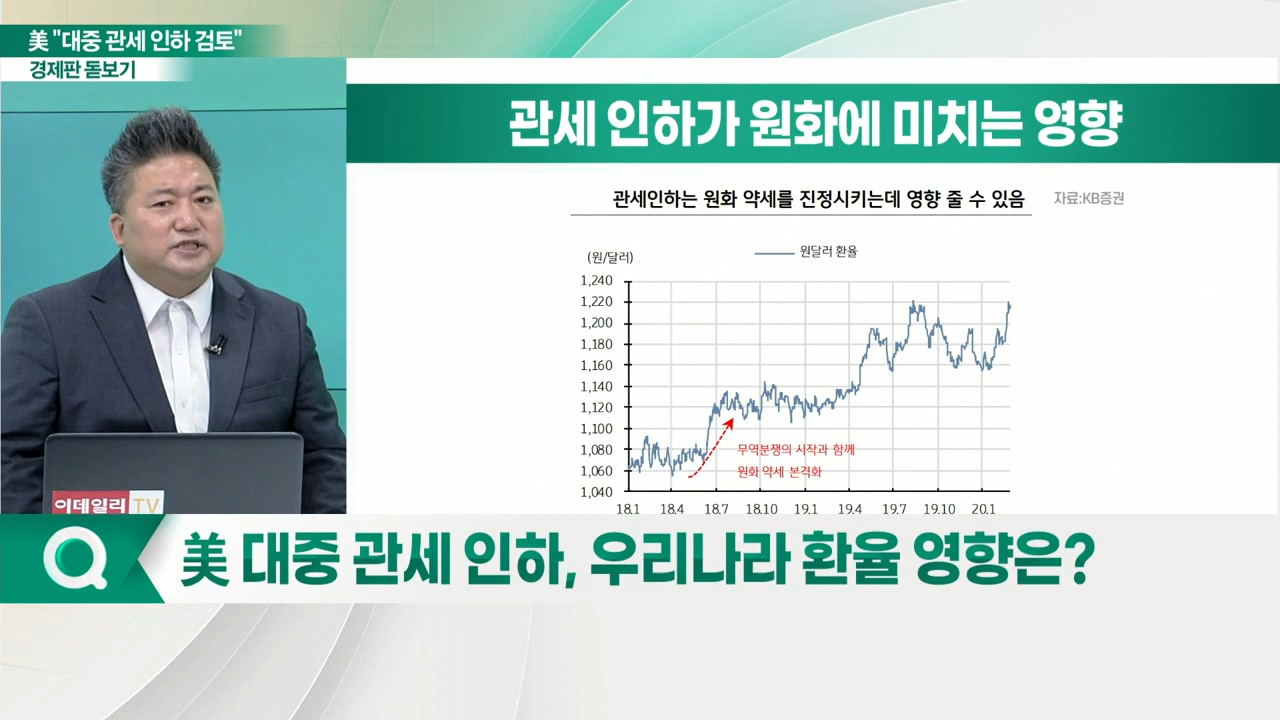 美 "대중 관세 인하 검토"
경제판 돋보기
관세 인하가 원화에 미치는 영향
관세인하는 원화 약세를 진정시키는데 영향 줄 수 있음
자료:KB증권
(원/달러)
원달러 환율
1,240
1,220
1,200
1,180
1,160
1,140
1,120
1,100
1,080
1,060
1,040
무역분쟁의 시작과 함께
원화 약세 본격화
18.1 18.4 18.7 18.10 19.1 19.4 19.7 19.10 20.1
이데일리 TV
Q 美 대중 관세 인하, 우리나라 환율 영향은?